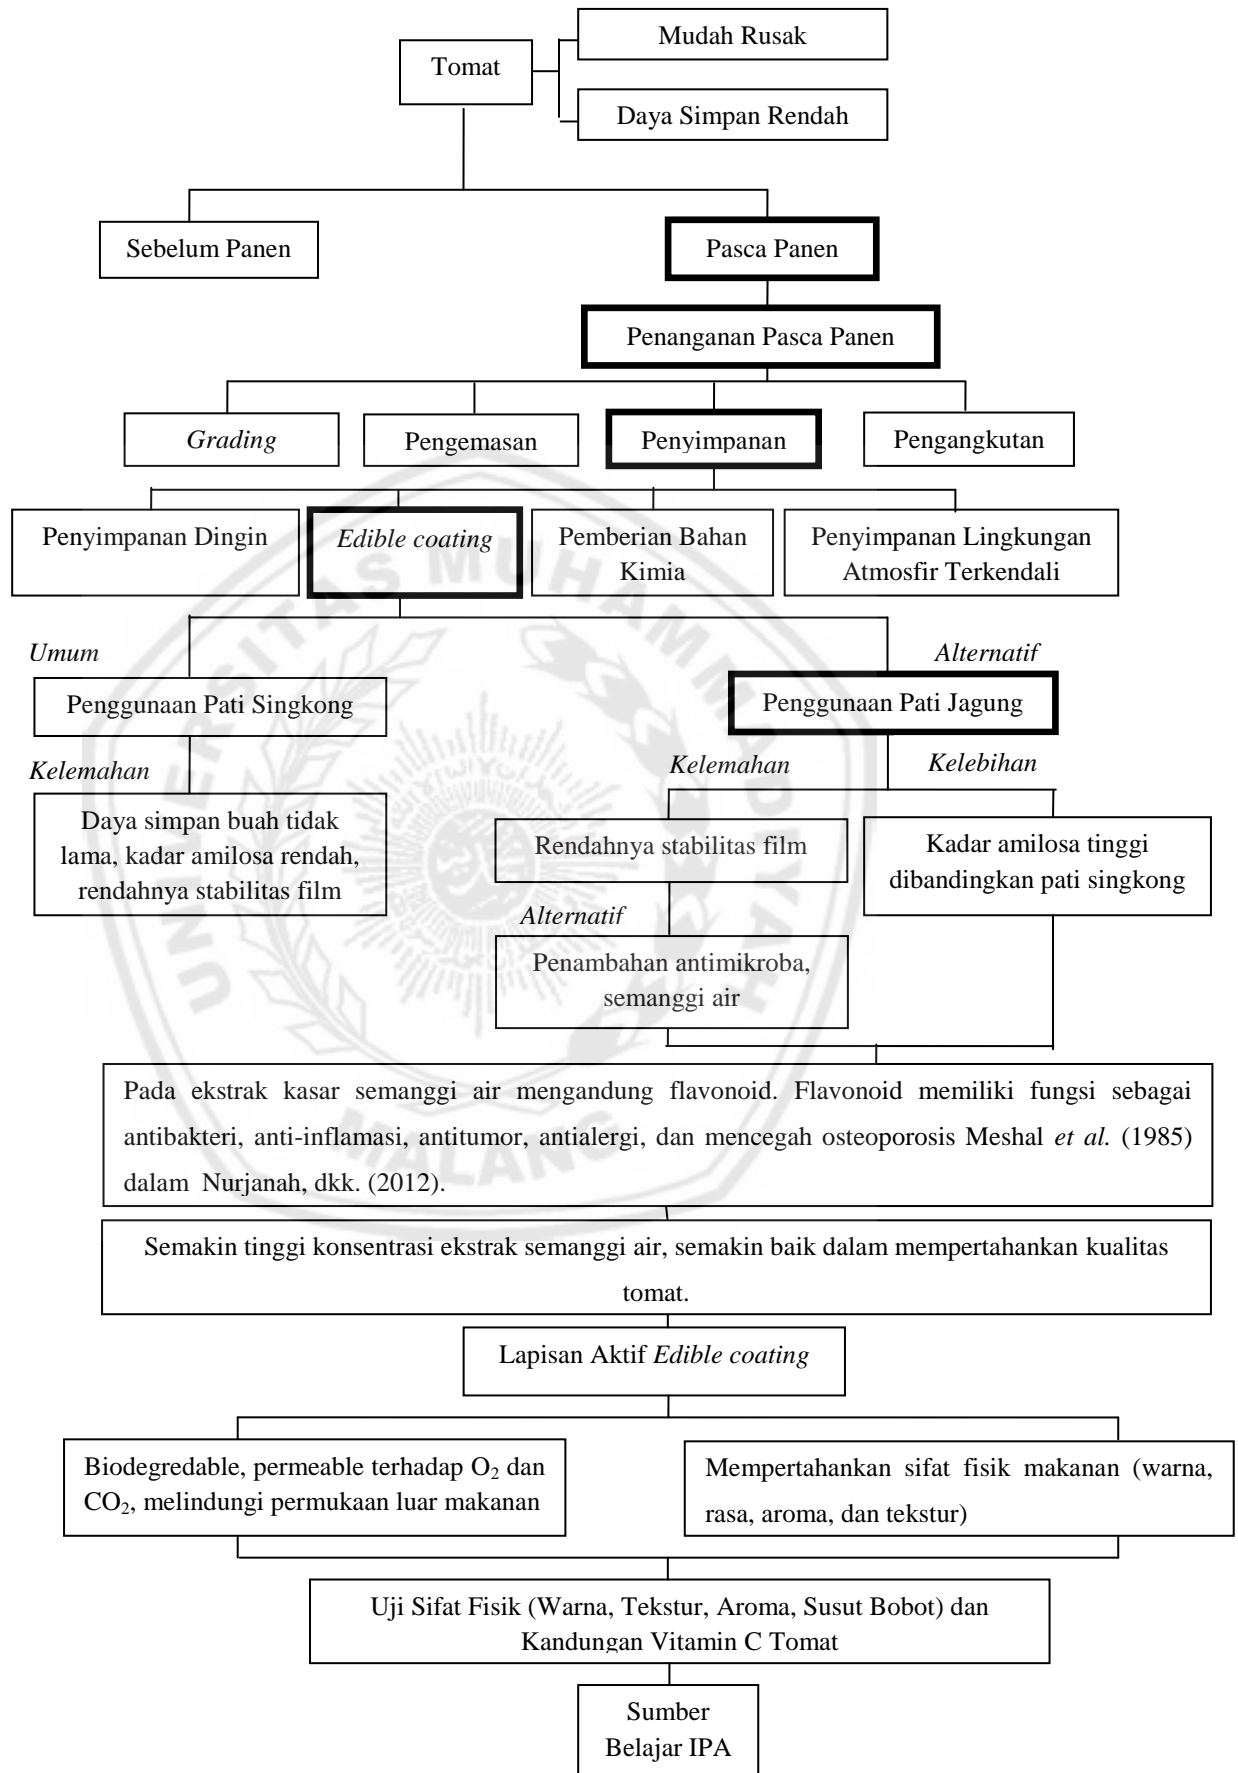 Mudah Rusak
Tomat
Daya Simpan Rendah
Sebelum Panen
Pasca Panen
Penanganan Pasca Panen
Grading
Pengemasan
Penyimpanan
Pengangkutan
Penyimpanan Dingin
Edible coating
Pemberian Bahan
Kimia
Penyimpanan Lingkungan
Atmosfir Terkendali
Umum
Alternatif
Penggunaan Pati Singkong
Penggunaan Pati Jagung
Kelemahan
Kelemahan
Kelebihan
Daya simpan buah tidak
lama, kadar amilosa rendah,
rendahnya stabilitas film
Rendahnya stabilitas film
Kadar amilosa tinggi
dibandingkan pati singkong
Alternatif
Penambahan antimikroba,
semanggi air
Pada ekstrak kasar semanggi air mengandung flavonoid. Flavonoid memiliki fungsi sebagai
antibakteri, anti-inflamasi, antitumor, antialergi, dan mencegah osteoporosis Meshal et al. (1985)
dalam Nurjanah, dkk. (2012).
Semakin tinggi konsentrasi ekstrak semanggi air, semakin baik dalam mempertahankan kualitas
tomat.
Lapisan Aktif Edible coating
Biodegredable, permeable terhadap O₂ dan
CO₂, melindungi permukaan luar makanan
Mempertahankan sifat fisik makanan (warna,
rasa, aroma, dan tekstur)
Uji Sifat Fisik (Warna, Tekstur, Aroma, Susut Bobot) dan
Kandungan Vitamin C Tomat
Sumber
Belajar IPA
UNIVERSITAS MUHAMMADIYAH
MALANG